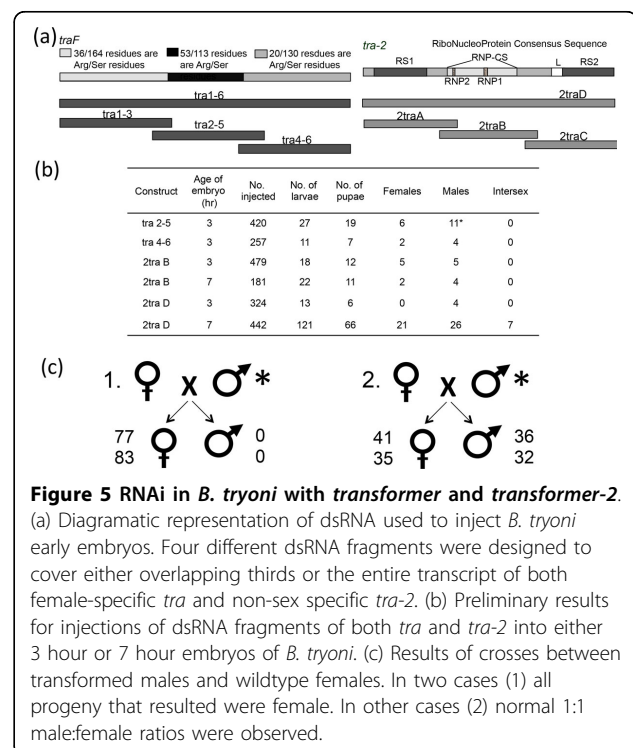 (a)
traF
36/164 residues are Arg/Ser residues
53/113 residues are Arg/Ser
20/130 residues are Arg/Ser residues
tra1-6
tra1-3
tra2-5
tra4-6
tra-2
RiboNucleoProtein Consensus Sequence
RS1
RNP-CS
L
RS2
RNP2
RNP1
2traD
2traA
2traB
2traC
(b)
Construct Age of embryo (hr) No. injected No. of larvae No. of pupae Females Males Intersex
tra 2-5 3 420 27 19 6 11* 0
tra 4-6 3 257 11 7 2 4 0
2tra B 3 479 18 12 5 5 0
2tra B 7 181 22 11 2 4 0
2tra D 3 324 13 6 0 4 0
2tra D 7 442 121 66 21 26 7
(c)
1. ♀ X ♂*
77 ♀ ♂ 0
83 0
2. ♀ X ♂*
41 ♀ ♂ 36
35 32
Figure 5 RNAi in B. tryoni with transformer and transformer-2.
(a) Diagramatic representation of dsRNA used to inject B. tryoni
early embryos. Four different dsRNA fragments were designed to
cover either overlapping thirds or the entire transcript of both
female-specific tra and non-sex specific tra-2. (b) Preliminary results
for injections of dsRNA fragments of both tra and tra-2 into either
3 hour or 7 hour embryos of B. tryoni. (c) Results of crosses between
transformed males and wildtype females. In two cases (1) all
progeny that resulted were female. In other cases (2) normal 1:1
male:female ratios were observed.